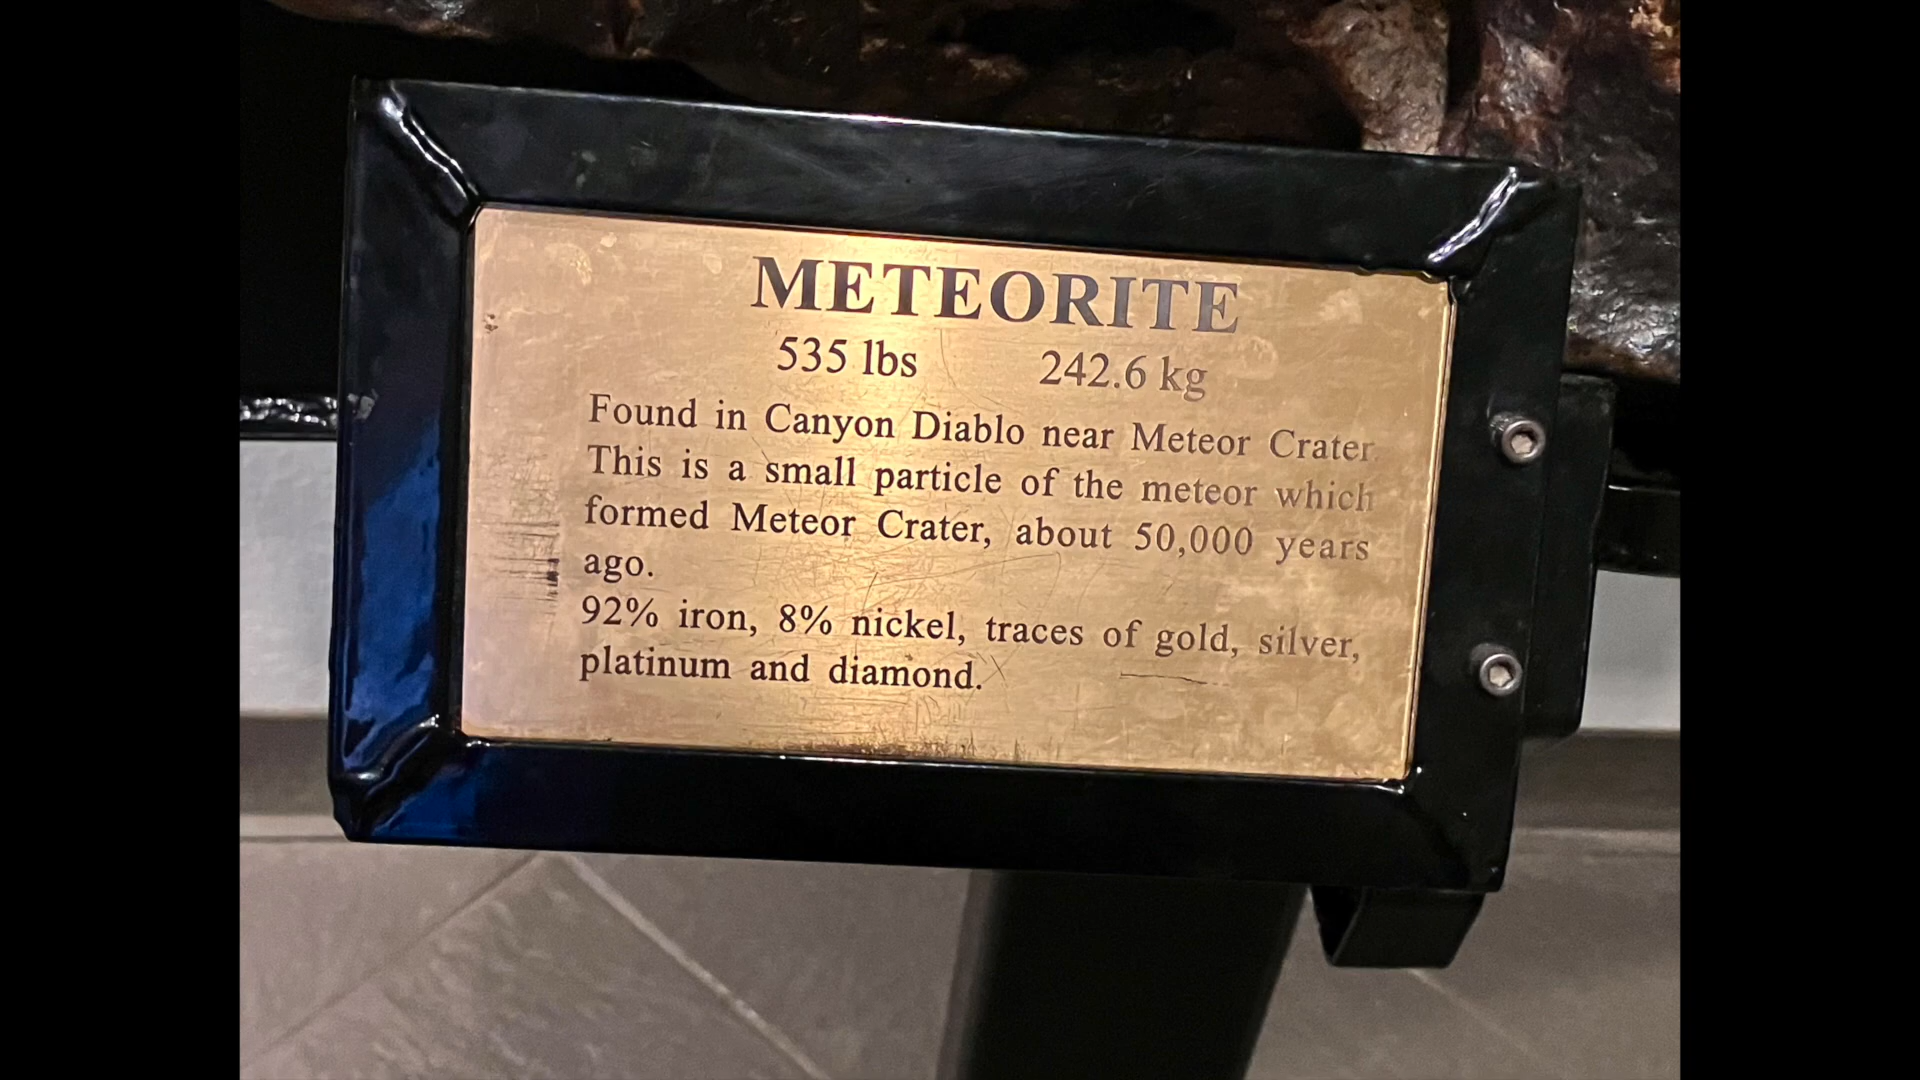 METEORITE
535 lbs 242.6 kg
Found in Canyon Diablo near Meteor Crater.
This is a small particle of the meteor which
formed Meteor Crater, about 50,000 years
ago.
92% iron, 8% nickel, traces of gold, silver,
platinum and diamond.